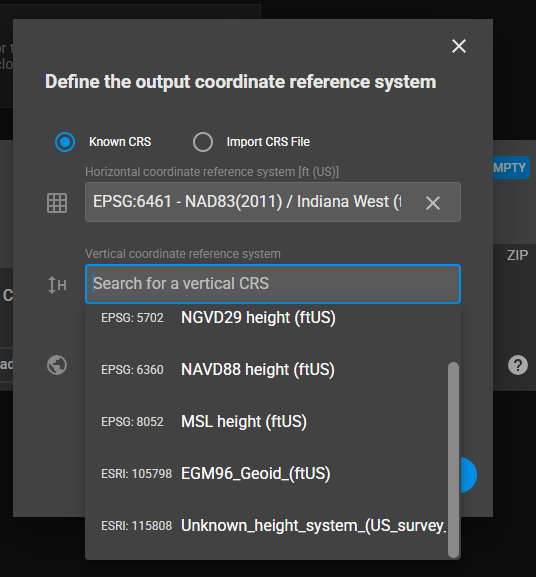 Define the output coordinate reference system
Known CRS
Import CRS File
Horizontal coordinate reference system [ft (US)]
EPSG:6461 - NAD83(2011) / Indiana West (f
MPTY
Vertical coordinate reference system
ZIP
Search for a vertical CRS
H
C
EPSG: 5702 NGVD29 height (ftUS)
ad
?
EPSG: 6360 NAVD88 height (ftUS)
EPSG: 8052 MSL height (ftUS)
ESRI: 105798 EGM96_Geoid_(ftUS)
ESRI: 115808 Unknown_height_system_(US_survey_